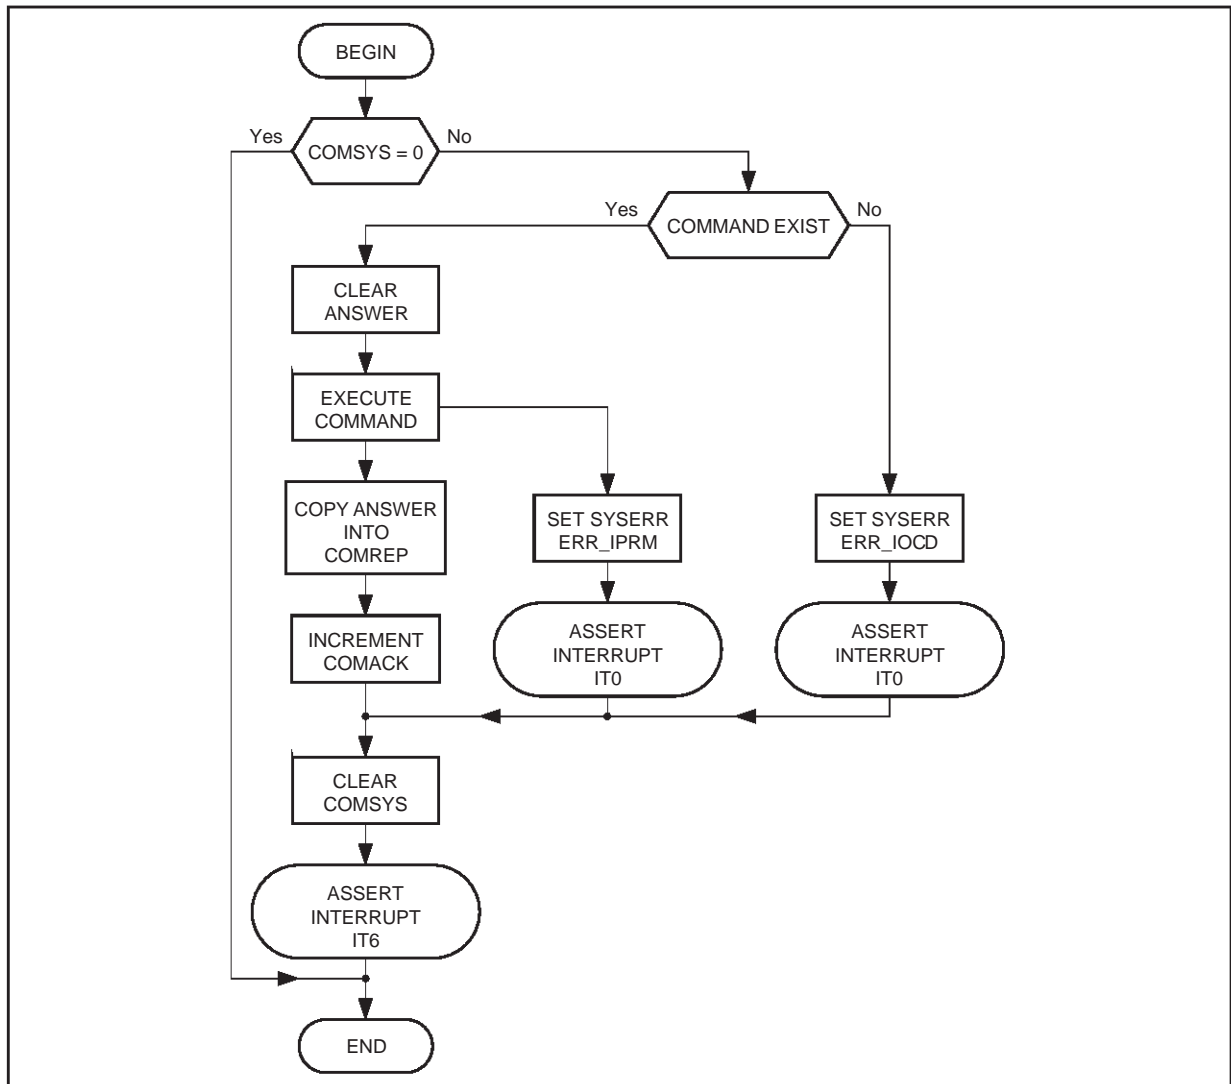 BEGIN
Yes
COMSYS = 0
No
Yes
COMMAND EXIST
No
CLEAR
ANSWER
EXECUTE
COMMAND
COPY ANSWER
INTO
COMREP
SET SYSERR
ERR_IPRM
SET SYSERR
ERR_IOCD
INCREMENT
COMACK
ASSERT
INTERRUPT
IT0
ASSERT
INTERRUPT
IT0
CLEAR
COMSYS
ASSERT
INTERRUPT
IT6
END